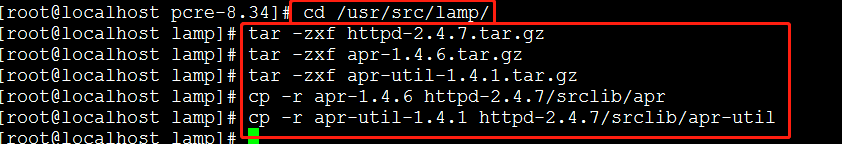 [root@localhost pcre-8.34]# cd /usr/src/lamp/
[root@localhost lamp]# tar -zxf httpd-2.4.7.tar.gz
[root@localhost lamp]# tar -zxf apr-1.4.6.tar.gz
[root@localhost lamp]# tar -zxf apr-util-1.4.1.tar.gz
[root@localhost lamp]# cp -r apr-1.4.6 httpd-2.4.7/srclib/apr
[root@localhost lamp]# cp -r apr-util-1.4.1 httpd-2.4.7/srclib/apr-util
[root@localhost lamp]#